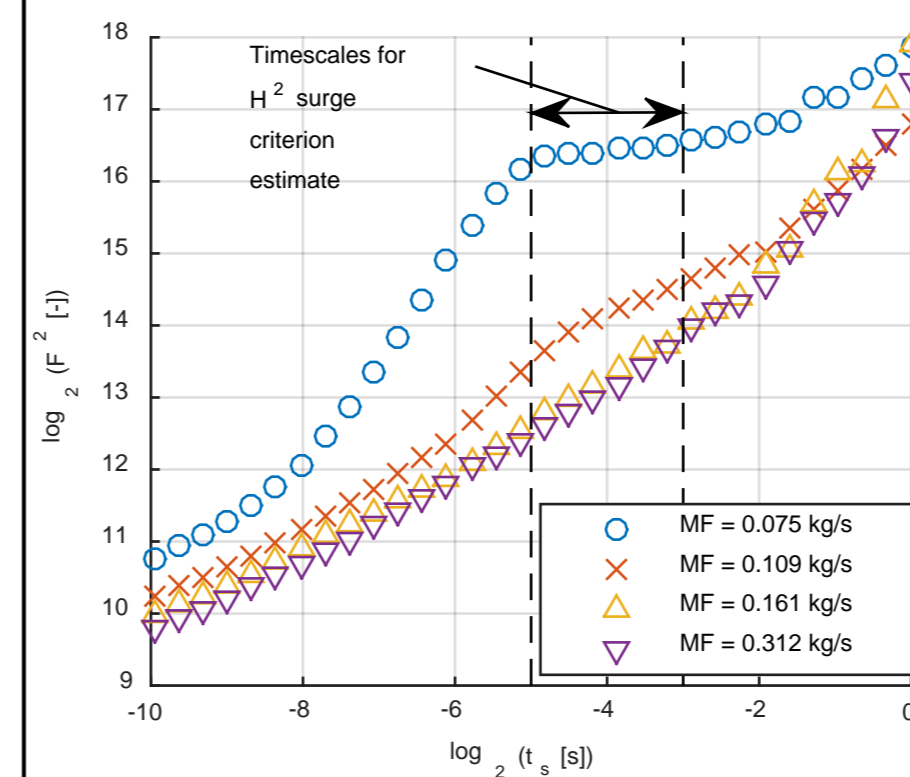 18
17
16
15
14
13
12
11
10
9
log 2 (F 2 [-])
Timescales for
H 2 surge
criterion
estimate
MF = 0.075 kg/s
MF = 0.109 kg/s
MF = 0.161 kg/s
MF = 0.312 kg/s
-10 -8 -6 -4 -2 0
log 2 (t s [s])